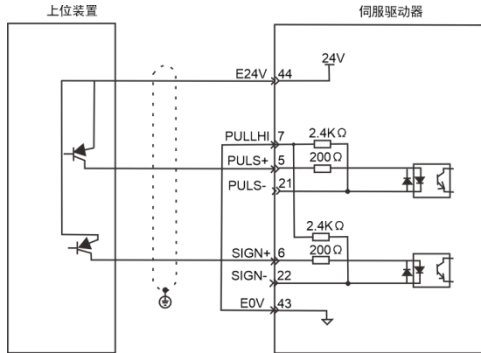 上位装置
伺服驱动器
24V
E24V 44
PULLHI 7 2.4KΩ
PULS+ 5 200Ω
PULS- 21
2.4KΩ
SIGN+ 6 200Ω
SIGN- 22
E0V 43